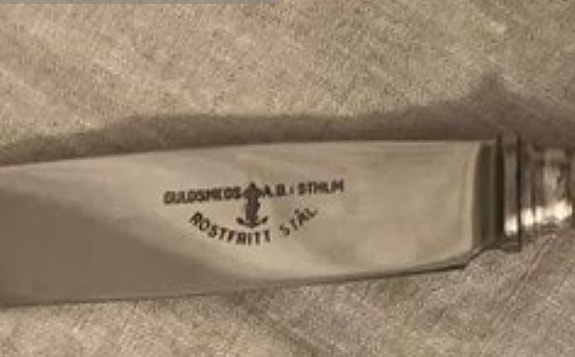 GULDSMEDS A.B. i STHLM
ROSTFRITT STÅL